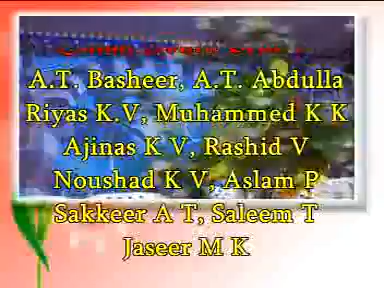 A.T. Basheer, A.T. Abdulla
Riyas K.V, Muhammed K K
Ajinas K V, Rashid V
Noushad K V, Aslam P
Sakkeer A T, Saleem T
Jaseer M K